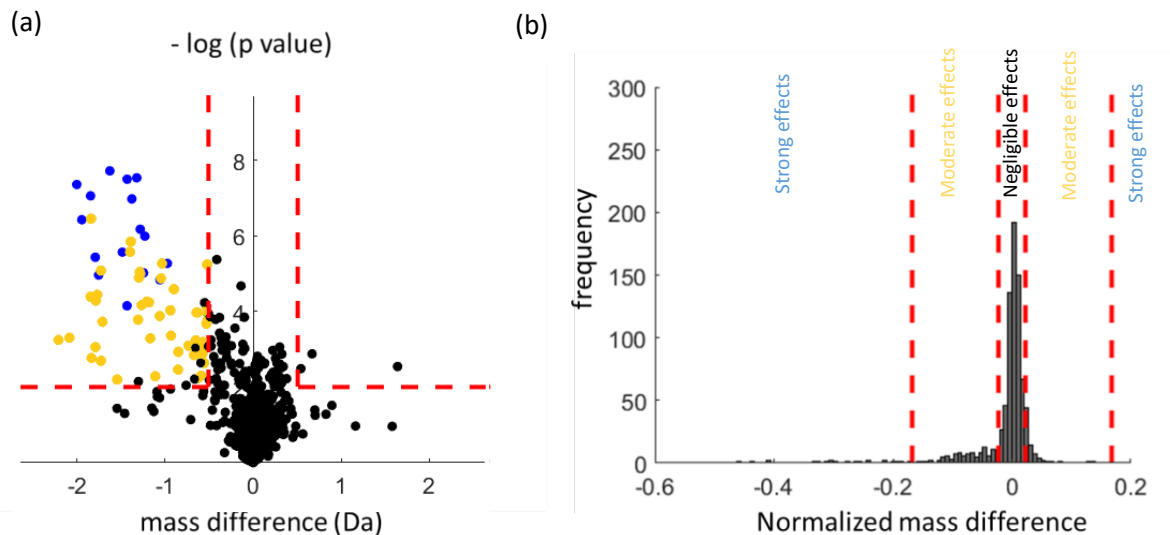 (a)
- log (p value)
8
6
4
-2
-1
0
1
2
mass difference (Da)
(b)
300
250
200
150
100
50
0
frequency
Strong effects
Moderate effects
Negligible effects
Moderate effects
Strong effects
-0.6
-0.4
-0.2
0
0.2
Normalized mass difference